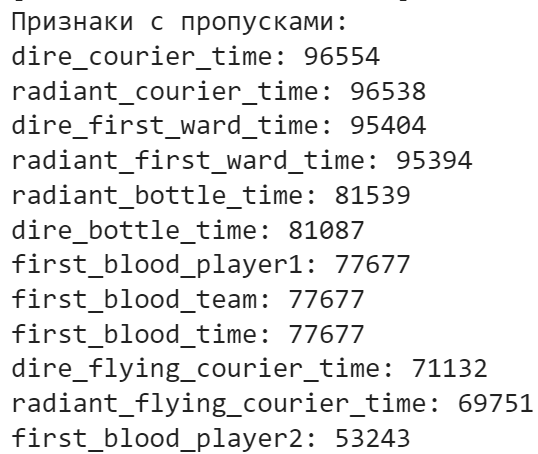 Признаки с пропусками:
dire_courier_time: 96554
radiant_courier_time: 96538
dire_first_ward_time: 95404
radiant_first_ward_time: 95394
radiant_bottle_time: 81539
dire_bottle_time: 81087
first_blood_player1: 77677
first_blood_team: 77677
first_blood_time: 77677
dire_flying_courier_time: 71132
radiant_flying_courier_time: 69751
first_blood_player2: 53243